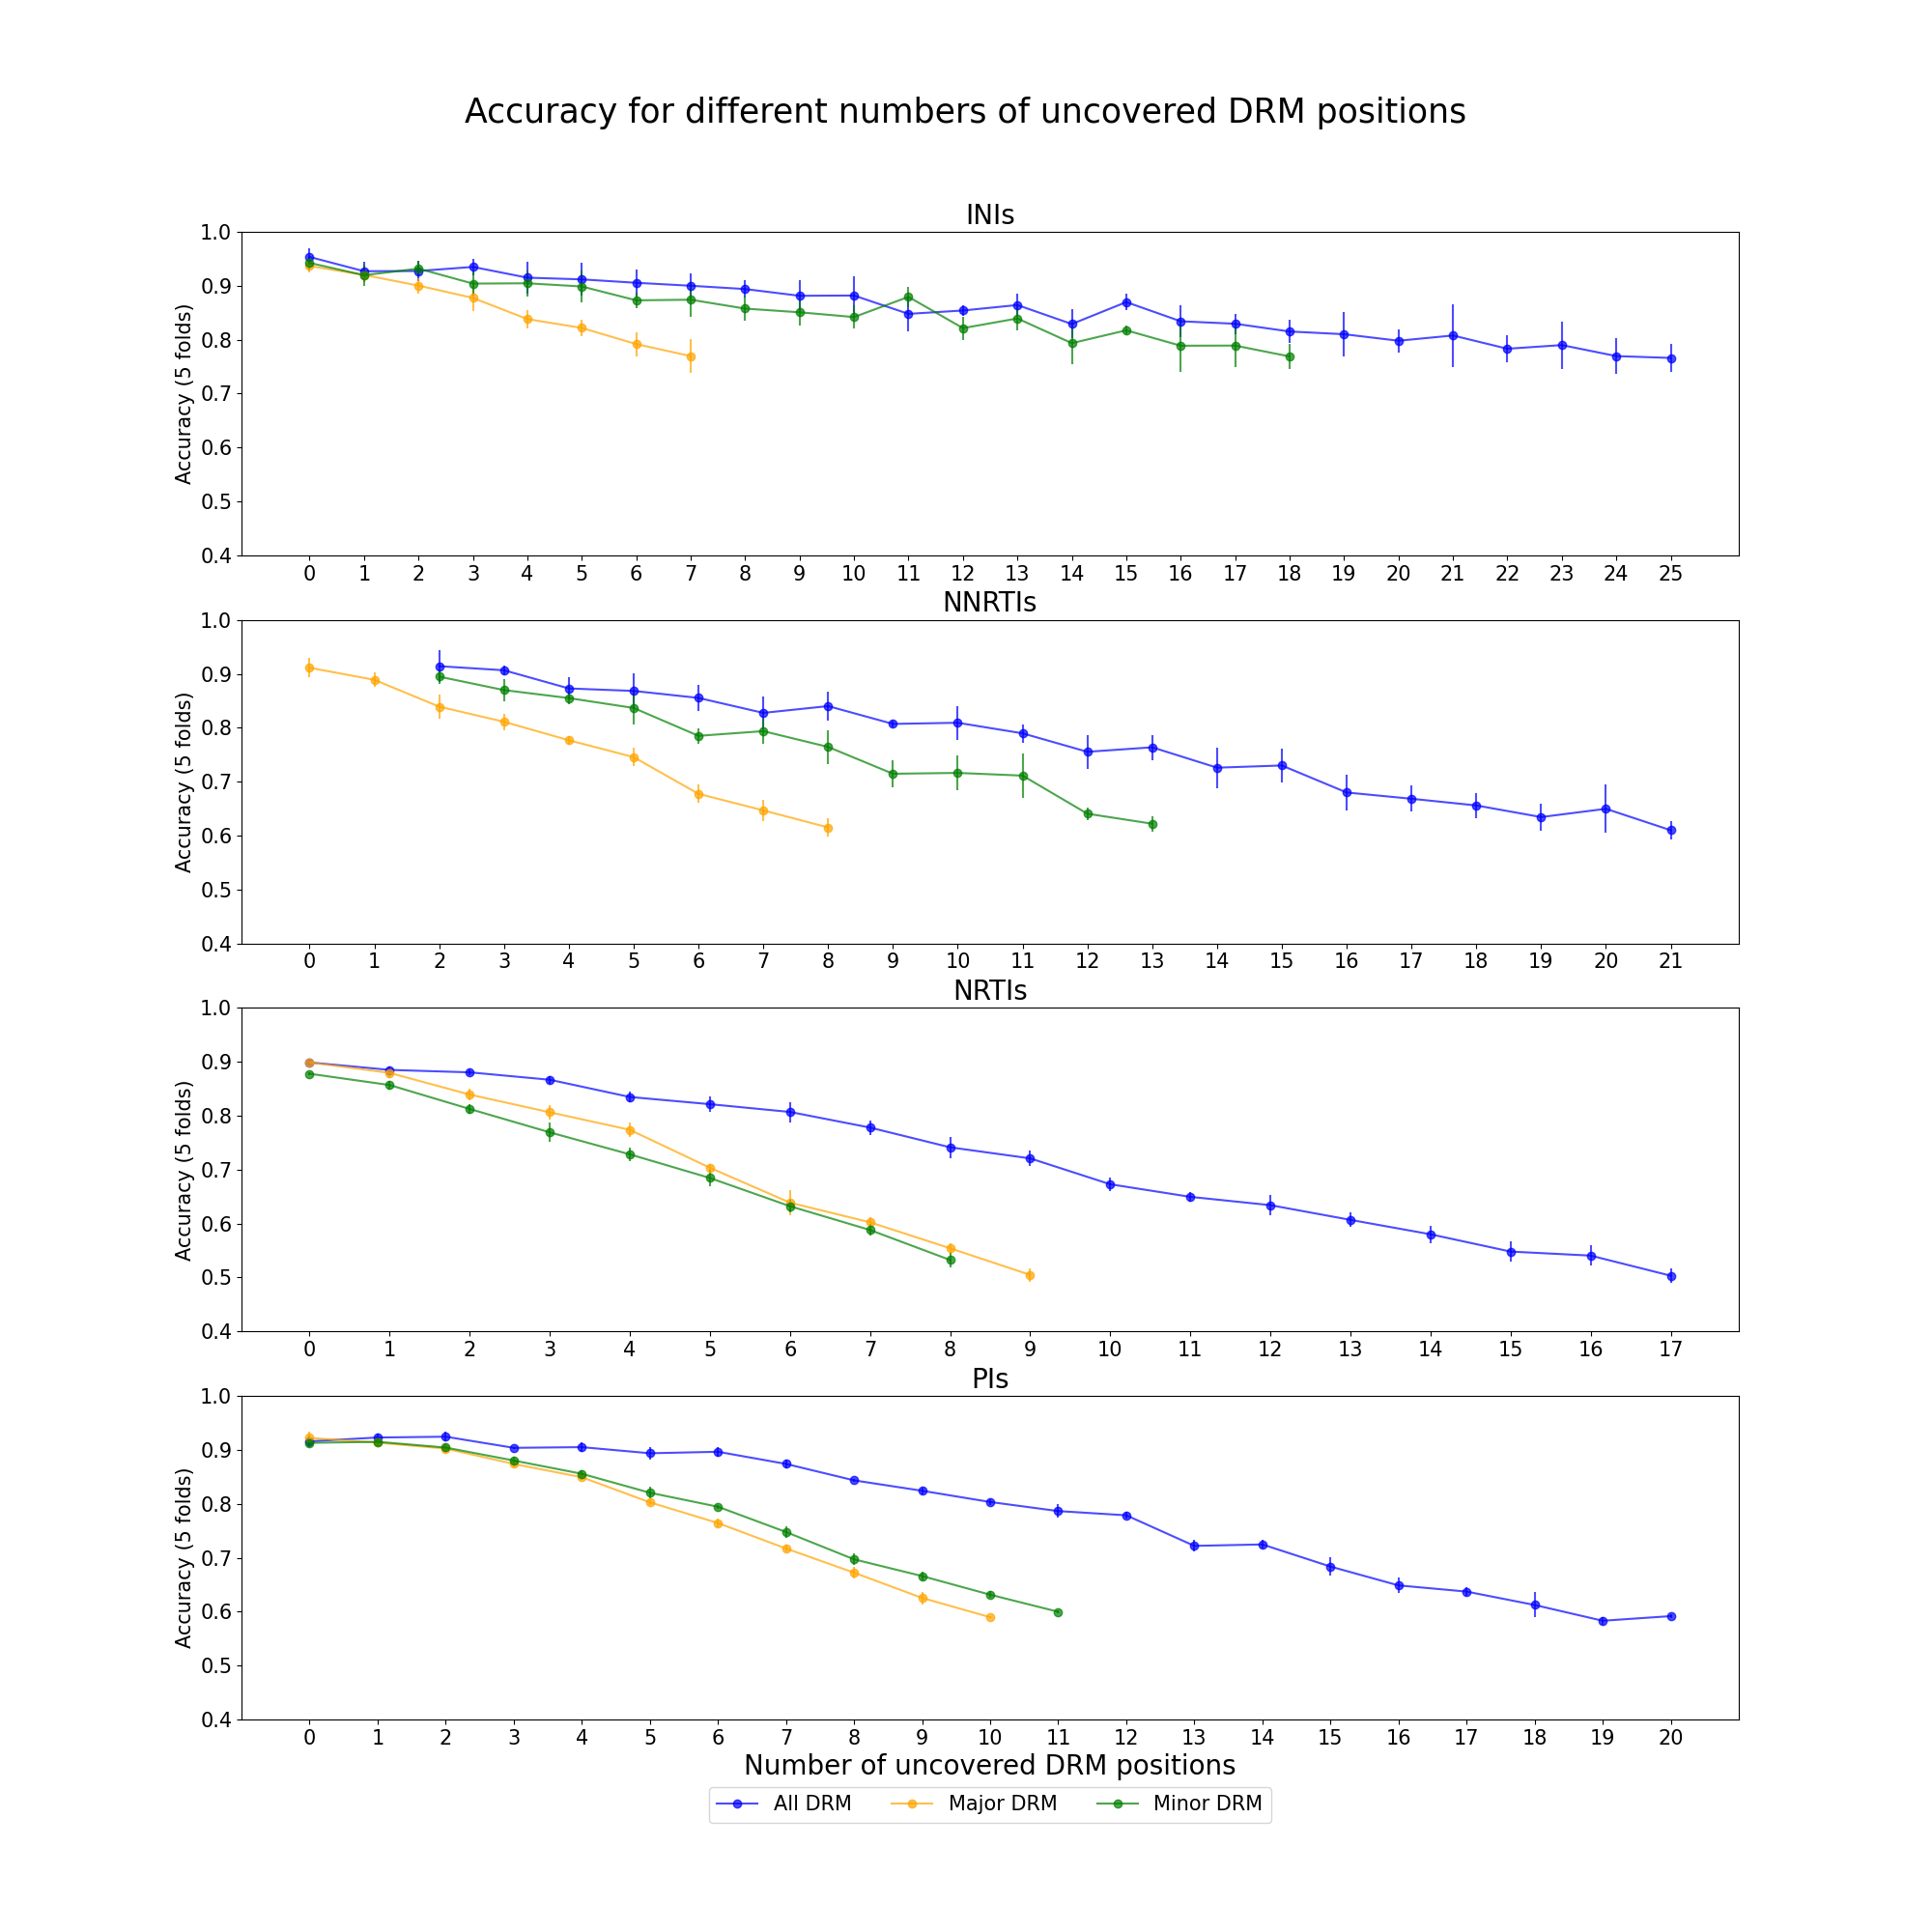 Accuracy for different numbers of uncovered DRM positions
INIs
Accuracy (5 folds)
1.0
0.9
0.8
0.7
0.6
0.5
0.4
0 1 2 3 4 5 6 7 8 9 10 11 12 13 14 15 16 17 18 19 20 21 22 23 24 25
NNRTIs
Accuracy (5 folds)
1.0
0.9
0.8
0.7
0.6
0.5
0.4
0 1 2 3 4 5 6 7 8 9 10 11 12 13 14 15 16 17 18 19 20 21
NRTIs
Accuracy (5 folds)
1.0
0.9
0.8
0.7
0.6
0.5
0.4
0 1 2 3 4 5 6 7 8 9 10 11 12 13 14 15 16 17
PIs
Accuracy (5 folds)
1.0
0.9
0.8
0.7
0.6
0.5
0.4
0 1 2 3 4 5 6 7 8 9 10 11 12 13 14 15 16 17 18 19 20
Number of uncovered DRM positions
All DRM Major DRM Minor DRM